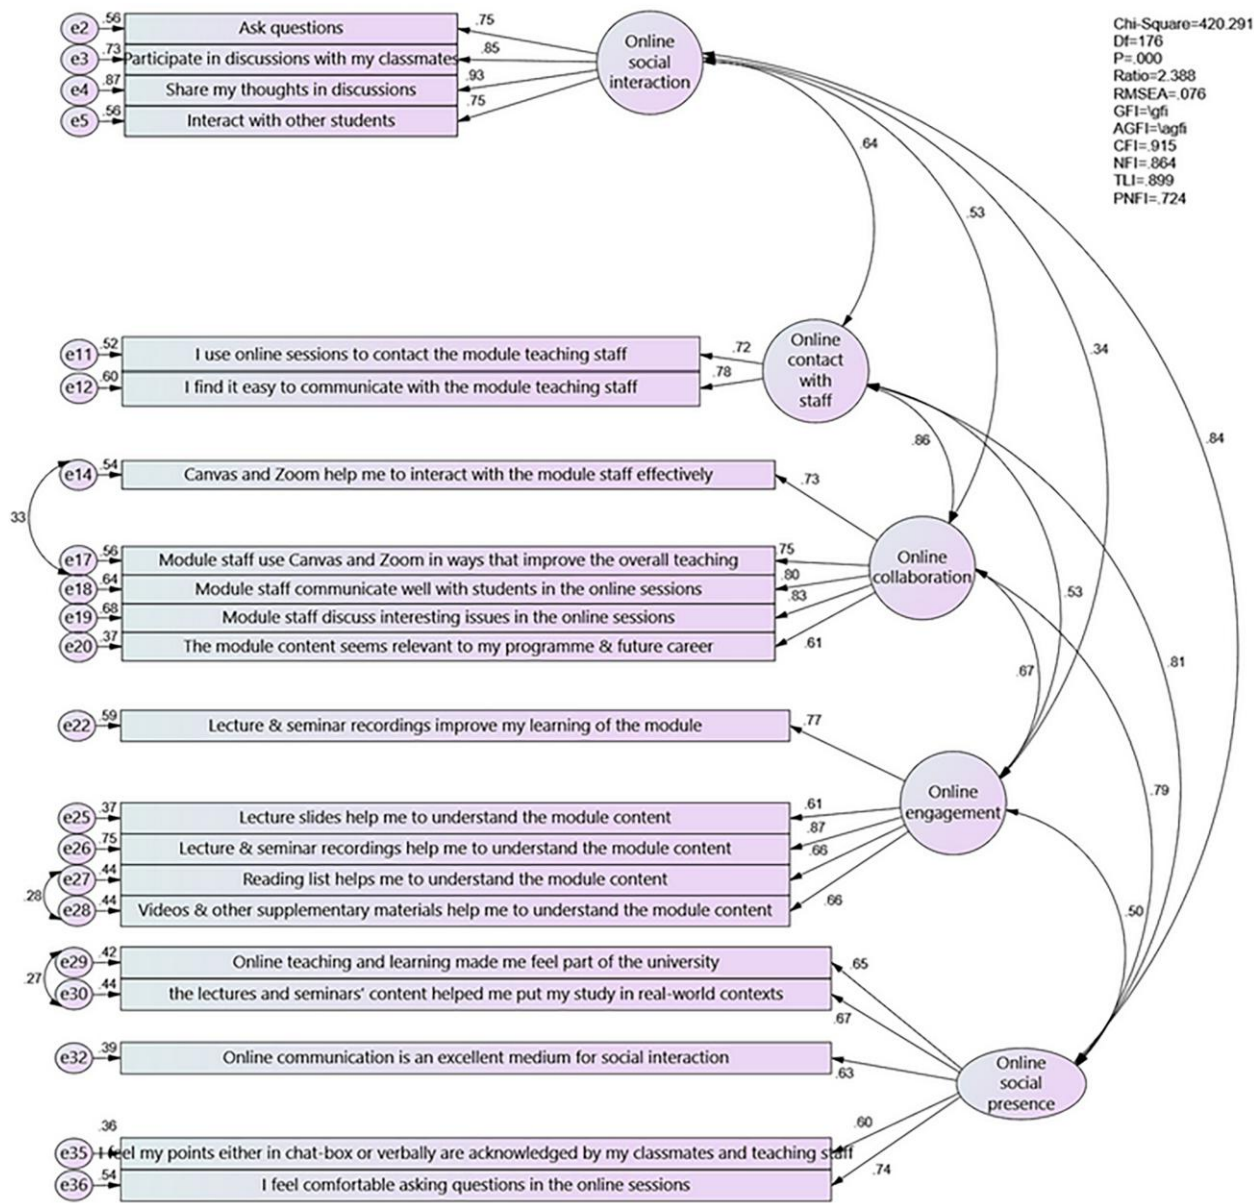 Chi-Square=420.291
Df=176
P=.000
Ratio=2.388
RMSEA=.076
GFI=\gfi
AGFI=\agfi
CFI=.915
NFI=.864
TLI=.899
PNFI=.724
e2 .56 Ask questions .75
e3 .73 Participate in discussions with my classmates .85
e4 .87 Share my thoughts in discussions .93
e5 .56 Interact with other students .75
Online
social
interaction
.64
.53
.34
.84
e11 .52 I use online sessions to contact the module teaching staff .72
e12 .60 I find it easy to communicate with the module teaching staff .78
Online
contact
with
staff
.86
.53
.81
e14 .54 Canvas and Zoom help me to interact with the module staff effectively .73
33
e17 .56 Module staff use Canvas and Zoom in ways that improve the overall teaching .75
e18 .64 Module staff communicate well with students in the online sessions .80
e19 .68 Module staff discuss interesting issues in the online sessions .83
e20 .37 The module content seems relevant to my programme & future career .61
Online
collaboration
.67
.79
e22 .59 Lecture & seminar recordings improve my learning of the module .77
e25 .37 Lecture slides help me to understand the module content .61
e26 .75 Lecture & seminar recordings help me to understand the module content .87
e27 .44 Reading list helps me to understand the module content .66
.28
e28 .44 Videos & other supplementary materials help me to understand the module content .66
Online
engagement
.50
e29 .42 Online teaching and learning made me feel part of the university .65
.27
e30 .44 the lectures and seminars' content helped me put my study in real-world contexts .67
e32 .39 Online communication is an excellent medium for social interaction .63
e35 .36 I feel my points either in chat-box or verbally are acknowledged by my classmates and teaching staff .60
e36 .54 I feel comfortable asking questions in the online sessions .74
Online
social
presence